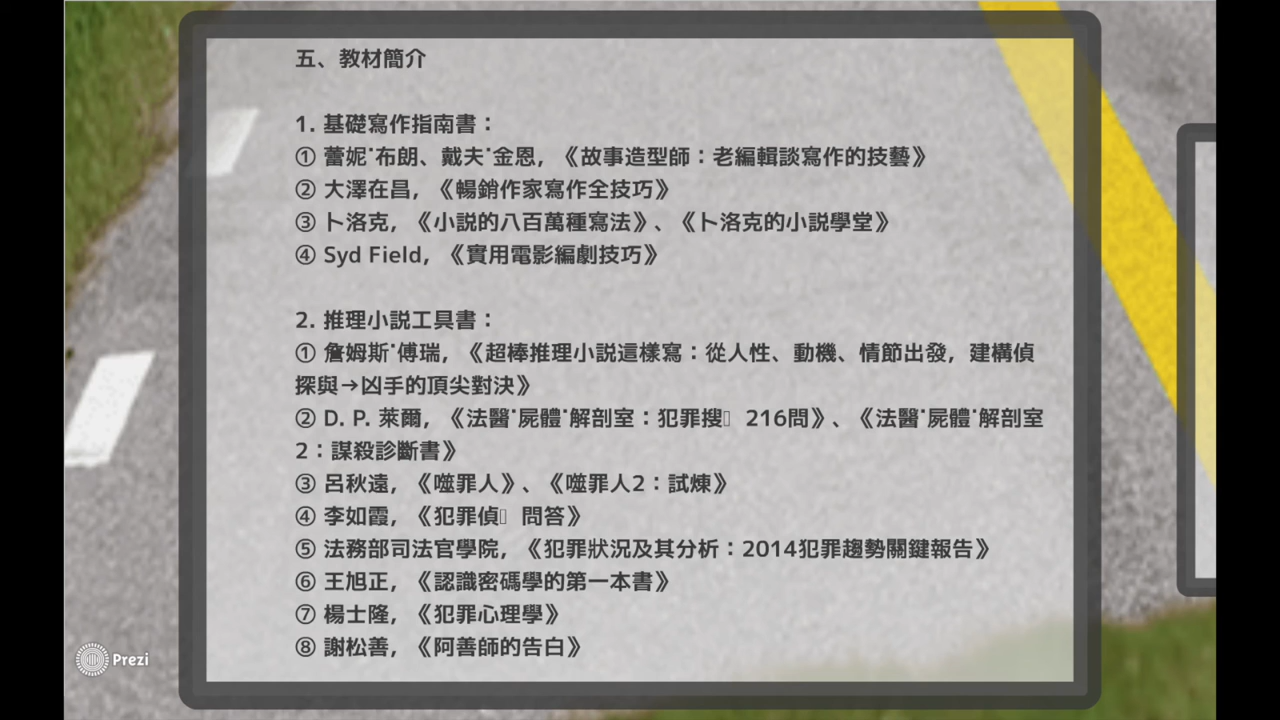 五、教材簡介
1. 基礎寫作指南書：
① 蕾妮˙布朗、戴夫˙金恩，《故事造型師：老編輯談寫作的技藝》
② 大澤在昌，《暢銷作家寫作全技巧》
③ 卜洛克，《小説的八百萬種寫法》、《卜洛克的小説學堂》
④ Syd Field，《實用電影編劇技巧》
2. 推理小説工具書：
① 詹姆斯˙傅瑞，《超棒推理小説這樣寫：從人性、動機、情節出發，建構偵
探與→凶手的頂尖對決》
② D. P. 萊爾，《法醫˙屍體˙解剖室：犯罪搜 216問》、《法醫˙屍體˙解剖室
2：謀殺診斷書》
③ 呂秋遠，《噬罪人》、《噬罪人2：試煉》
④ 李如霞，《犯罪偵 問答》
⑤ 法務部司法官學院，《犯罪狀況及其分析：2014犯罪趨勢關鍵報告》
⑥ 王旭正，《認識密碼學的第一本書》
⑦ 楊士隆，《犯罪心理學》
⑧ 謝松善，《阿善師的告白》
Prezi